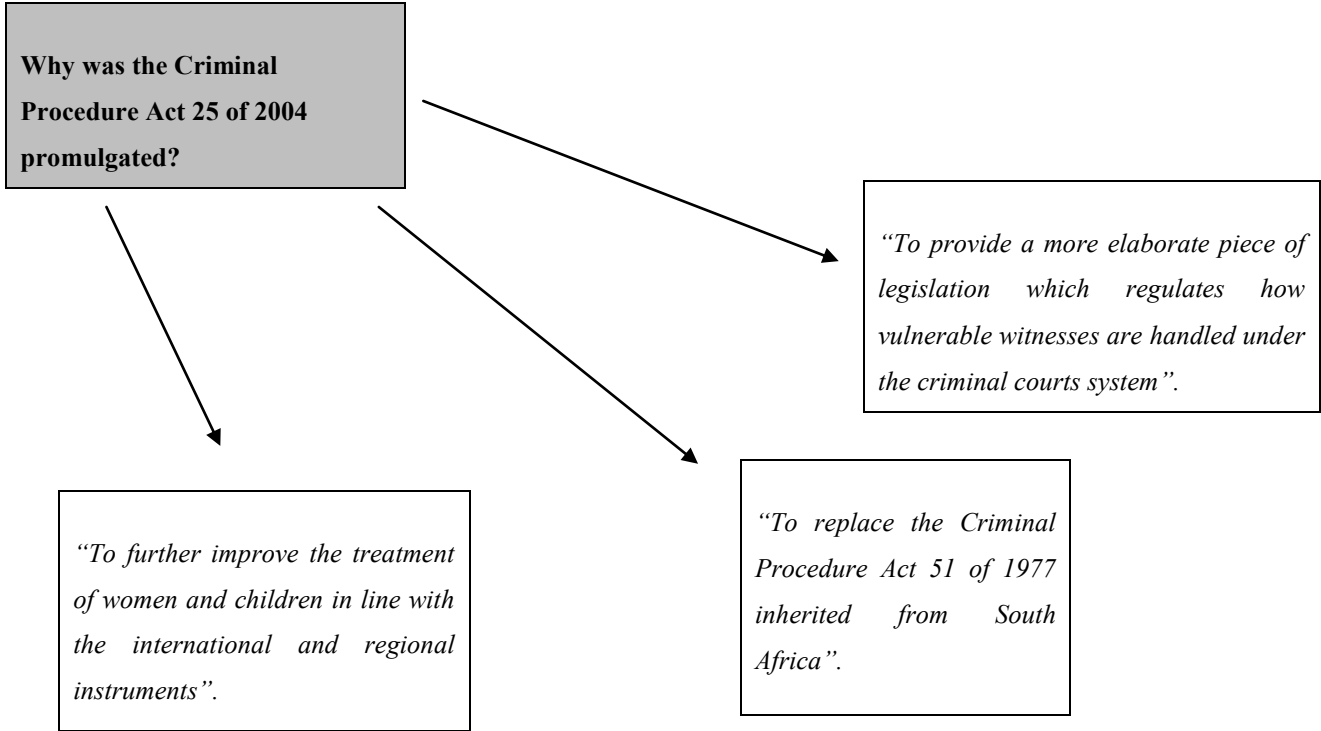 Why was the Criminal
Procedure Act 25 of 2004
promulgated?
“To provide a more elaborate piece of
legislation which regulates how
vulnerable witnesses are handled under
the criminal courts system”.
“To further improve the treatment
of women and children in line with
the international and regional
instruments”.
“To replace the Criminal
Procedure Act 51 of 1977
inherited from South
Africa”.